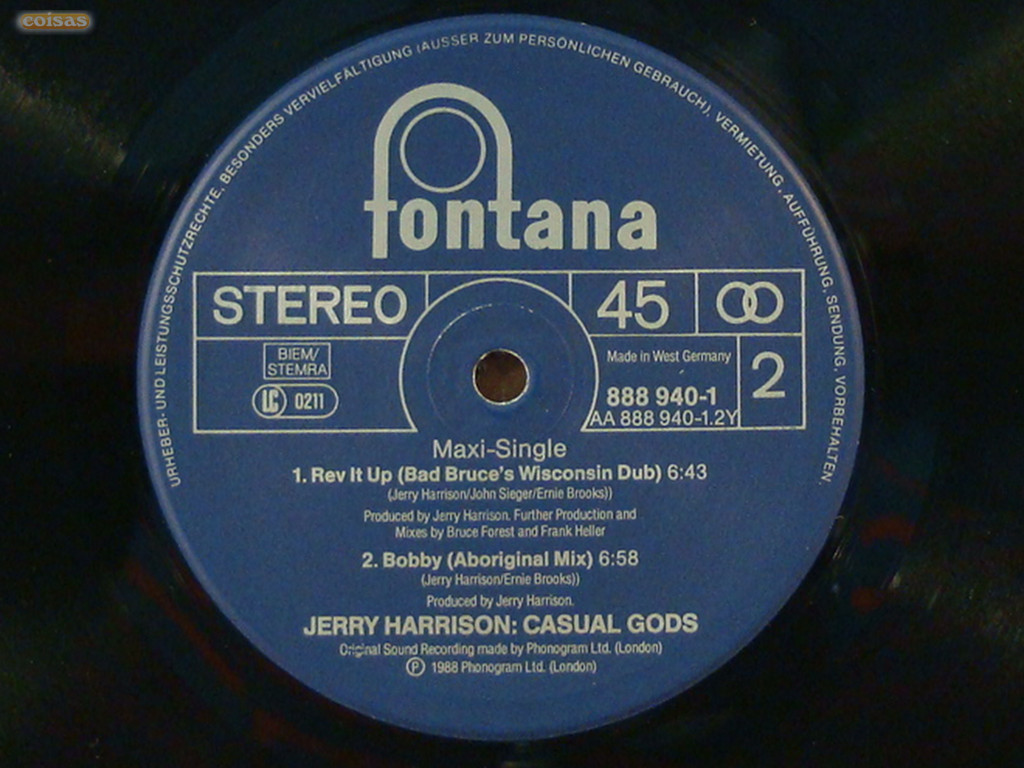 coisas
URHEBER- UND LEISTUNGSSCHUTZRECHTE, BESONDERS VERVIELFÄLTIGUNG (AUSSER ZUM PERSÖNLICHEN GEBRAUCH), VERMIETUNG, AUFFÜHRUNG, SENDUNG, VORBEHALTEN.
fontana
STEREO
45
BIEM/
STEMRA
LC 0211
Made in West Germany
888 940-1
AA 888 940-1.2Y
2
Maxi-Single
1. Rev It Up (Bad Bruce's Wisconsin Dub) 6:43
(Jerry Harrison/John Sieger/Ernie Brooks))
Produced by Jerry Harrison. Further Production and
Mixes by Bruce Forest and Frank Heller
2. Bobby (Aboriginal Mix) 6:58
(Jerry Harrison/Ernie Brooks))
Produced by Jerry Harrison.
JERRY HARRISON: CASUAL GODS
Original Sound Recording made by Phonogram Ltd. (London)
Ⓟ 1988 Phonogram Ltd. (London)